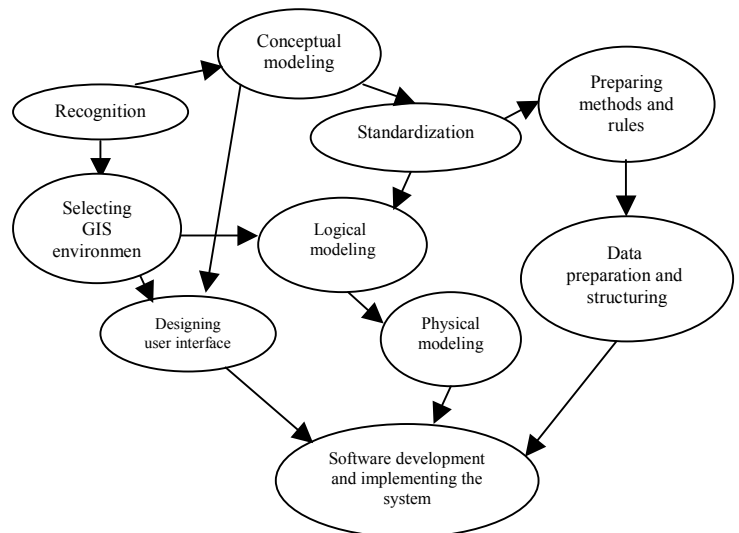 Conceptual
modeling
Recognition
Standardization
Preparing
methods and
rules
Selecting
GIS
environmen
Logical
modeling
Data
preparation and
structuring
Designing
user interface
Physical
modeling
Software development
and implementing the
system